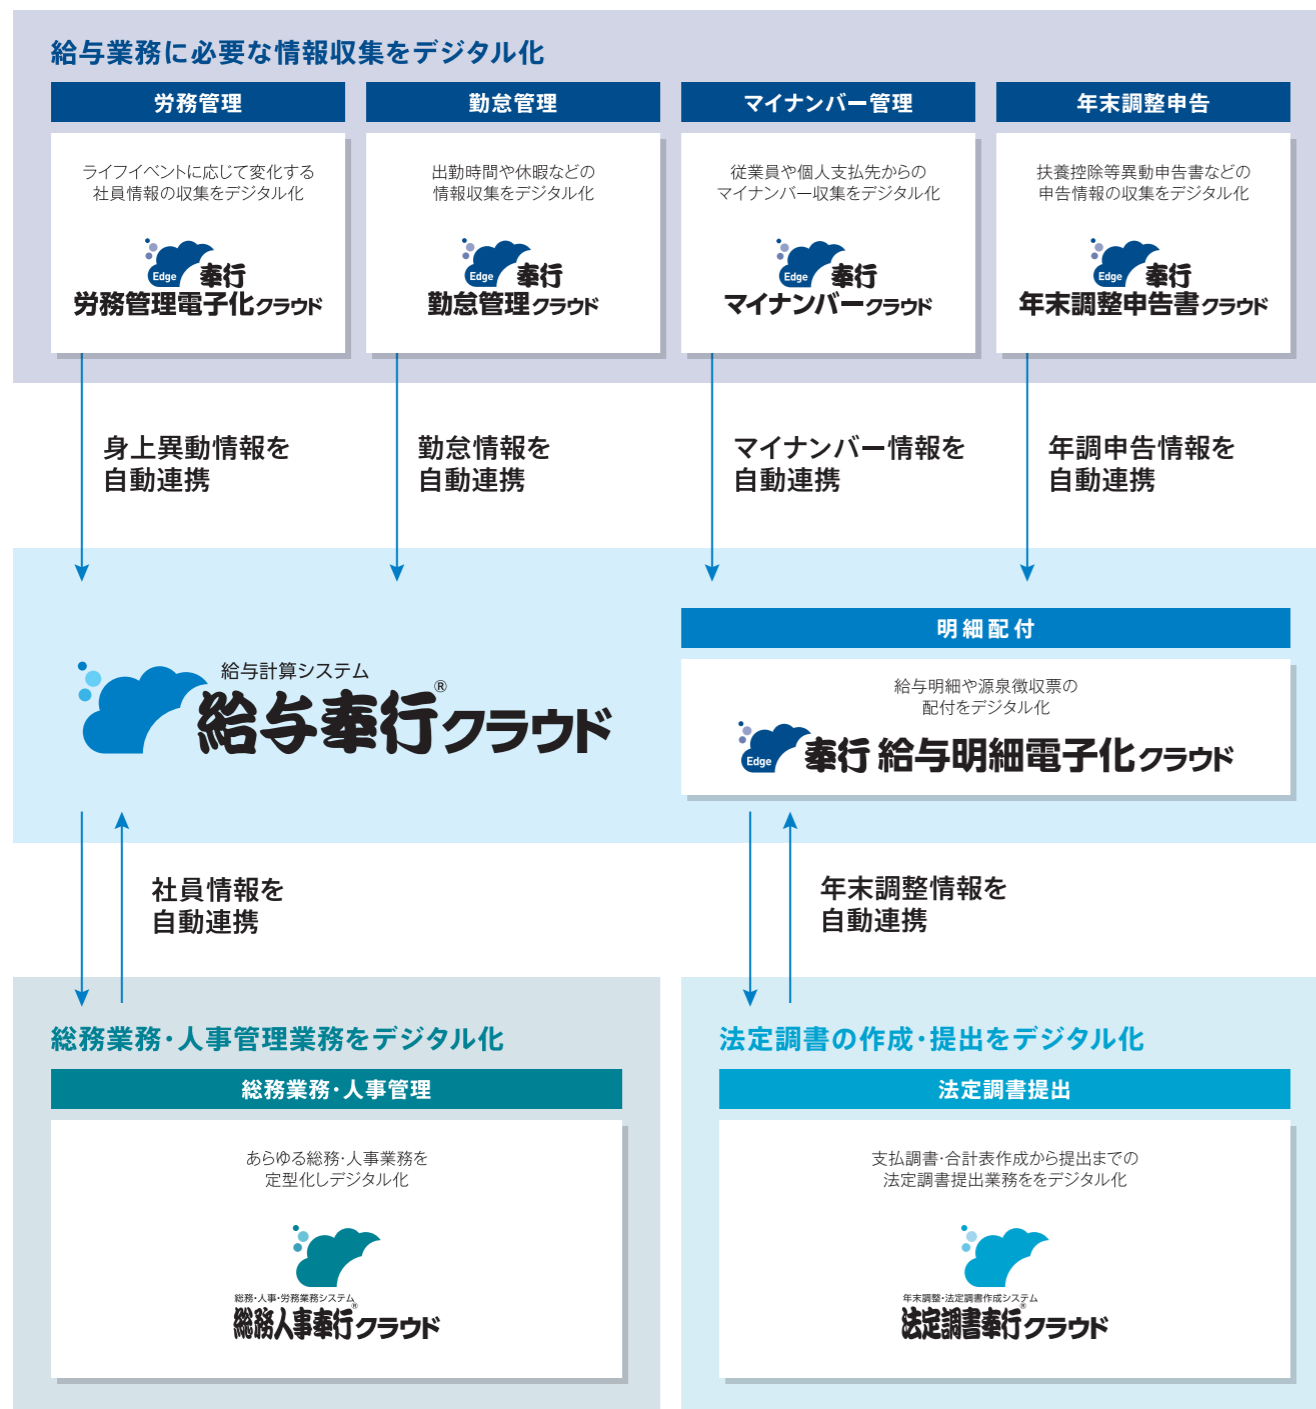 給与業務に必要な情報収集をデジタル化
労務管理
ライフイベントに応じて変化する
社員情報の収集をデジタル化
Edge 奉行
労務管理電子化クラウド
勤怠管理
出勤時間や休暇などの
情報収集をデジタル化
Edge 奉行
勤怠管理クラウド
マイナンバー管理
従業員や個人支払先からの
マイナンバー収集をデジタル化
Edge 奉行
マイナンバークラウド
年末調整申告
扶養控除等異動申告書などの
申告情報の収集をデジタル化
Edge 奉行
年末調整申告書クラウド
身上異動情報を
自動連携
勤怠情報を
自動連携
マイナンバー情報を
自動連携
年調申告情報を
自動連携
給与計算システム
給与奉行®クラウド
明細配付
給与明細や源泉徴収票の
配付をデジタル化
Edge 奉行 給与明細電子化クラウド
社員情報を
自動連携
年末調整情報を
自動連携
総務業務・人事管理業務をデジタル化
総務業務・人事管理
あらゆる総務・人事業務を
定型化しデジタル化
総務・人事・労務業務システム
総務人事奉行®クラウド
法定調書の作成・提出をデジタル化
法定調書提出
支払調書・合計表作成から提出までの
法定調書提出業務ををデジタル化
年末調整・法定調書作成システム
法定調書奉行®クラウド